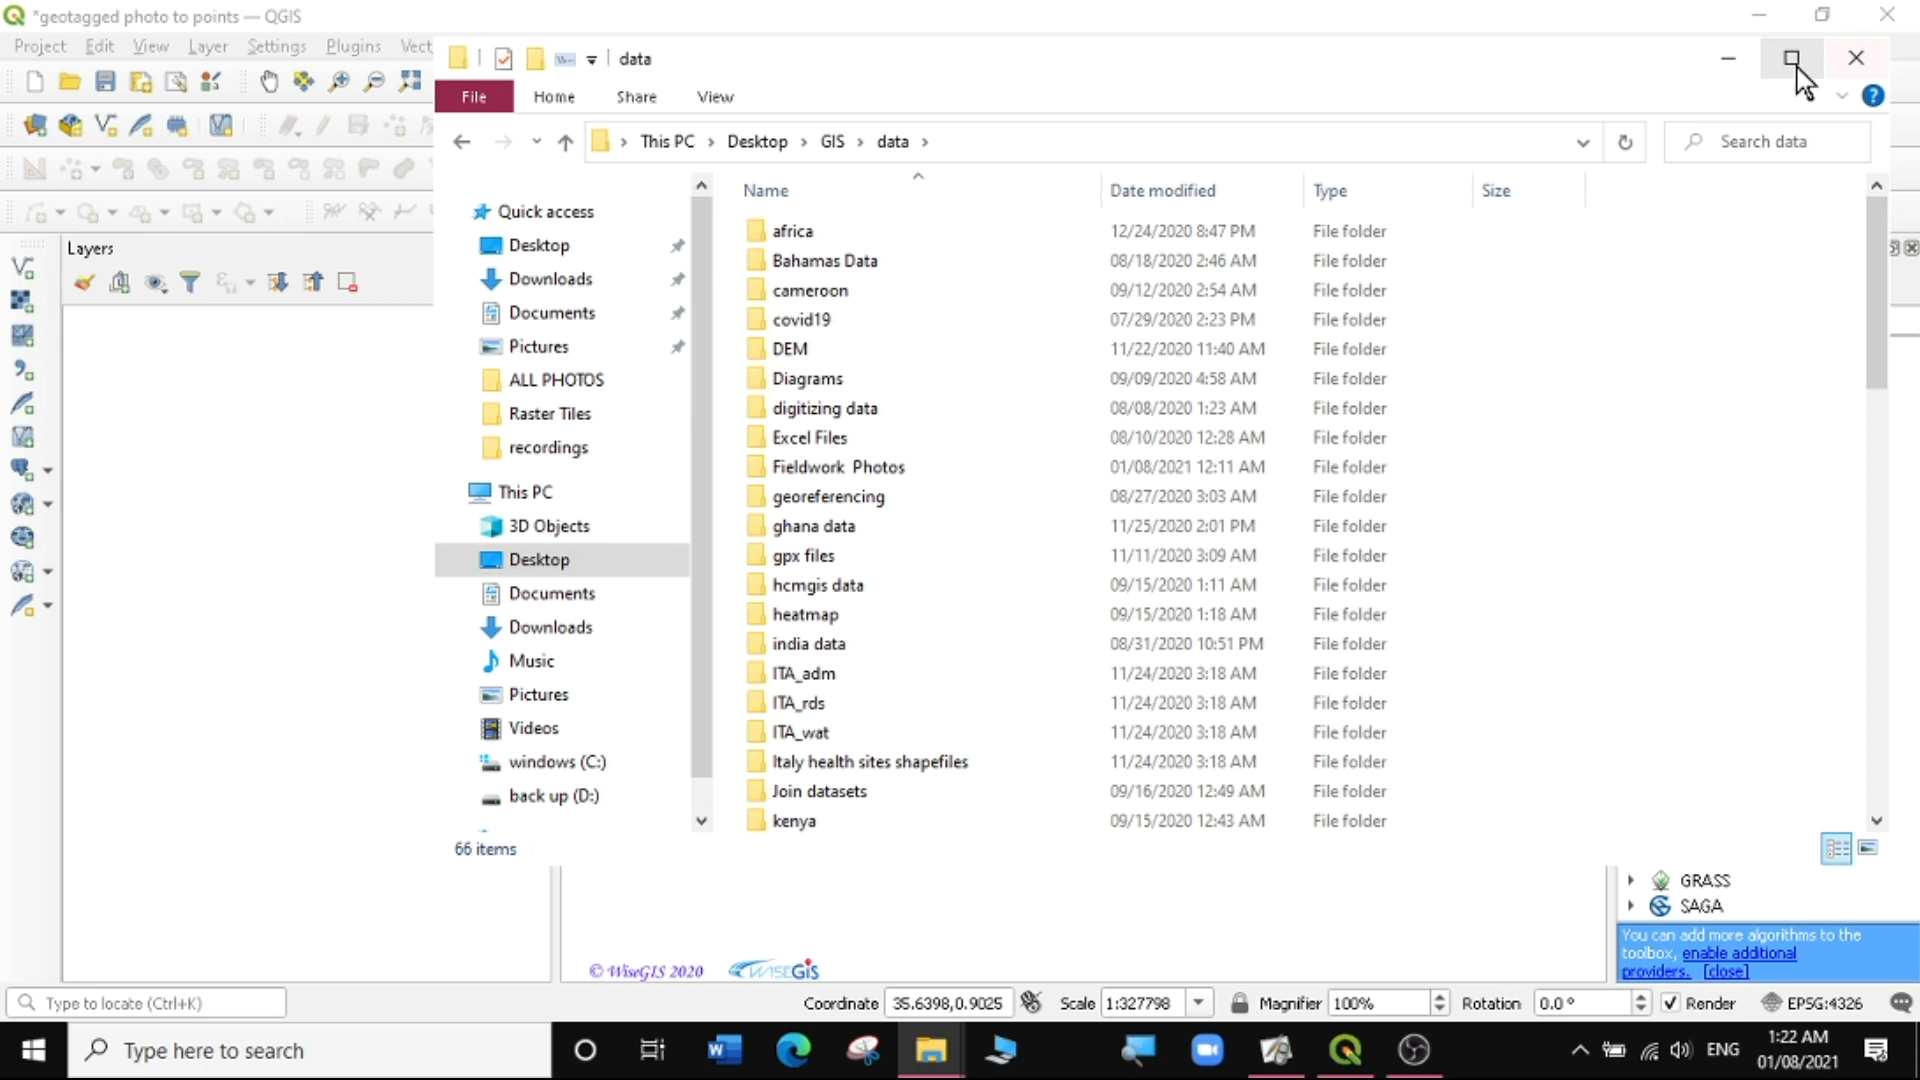 *geotagged photo to points — QGIS
Project Edit View Layer Settings Plugins Vect
data
File Home Share View
This PC Desktop GIS data
Search data
Name Date modified Type Size
Quick access
Desktop
Downloads
Documents
Pictures
ALL PHOTOS
Raster Tiles
recordings
This PC
3D Objects
Desktop
Documents
Downloads
Music
Pictures
Videos
windows (C:)
back up (D:)
africa 12/24/2020 8:47 PM File folder
Bahamas Data 08/18/2020 2:46 AM File folder
cameroon 09/12/2020 2:54 AM File folder
covid19 07/29/2020 2:23 PM File folder
DEM 11/22/2020 11:40 AM File folder
Diagrams 09/09/2020 4:58 AM File folder
digitizing data 08/08/2020 1:23 AM File folder
Excel Files 08/10/2020 12:28 AM File folder
Fieldwork Photos 01/08/2021 12:11 AM File folder
georeferencing 08/27/2020 3:03 AM File folder
ghana data 11/25/2020 2:01 PM File folder
gpx files 11/11/2020 3:09 AM File folder
hcmgis data 09/15/2020 1:11 AM File folder
heatmap 09/15/2020 1:18 AM File folder
india data 08/31/2020 10:51 PM File folder
ITA_adm 11/24/2020 3:18 AM File folder
ITA_rds 11/24/2020 3:18 AM File folder
ITA_wat 11/24/2020 3:18 AM File folder
Italy health sites shapefiles 11/24/2020 3:18 AM File folder
Join datasets 09/16/2020 12:49 AM File folder
kenya 09/15/2020 12:43 AM File folder
66 items
Layers
GRASS
SAGA
You can add more algorithms to the
toolbox, enable additional
providers. [close]
© WiseGIS 2020 WISEGIS
Type to locate (Ctrl+K) Coordinate 35.6398,0.9025 Scale 1:327798 Magnifier 100% Rotation 0.0 ° Render EPSG:4326
Type here to search
ENG
1:22 AM
01/08/2021